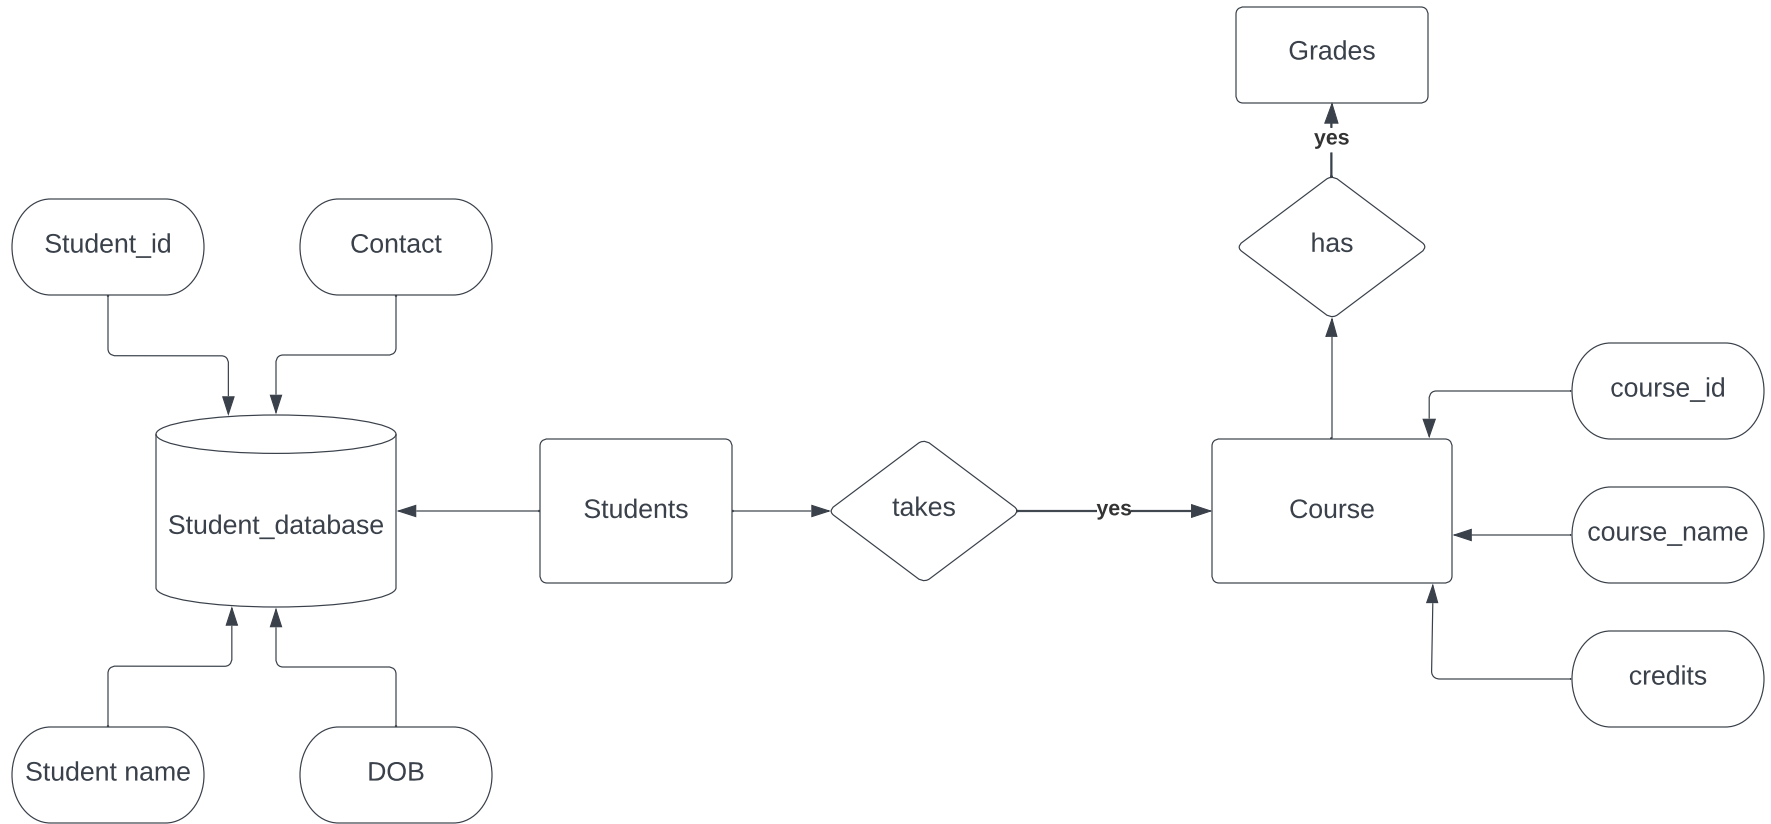 Grades
yes
has
Student_id
Contact
course_id
Student_database
Students
takes
yes
Course
course_name
credits
Student name
DOB